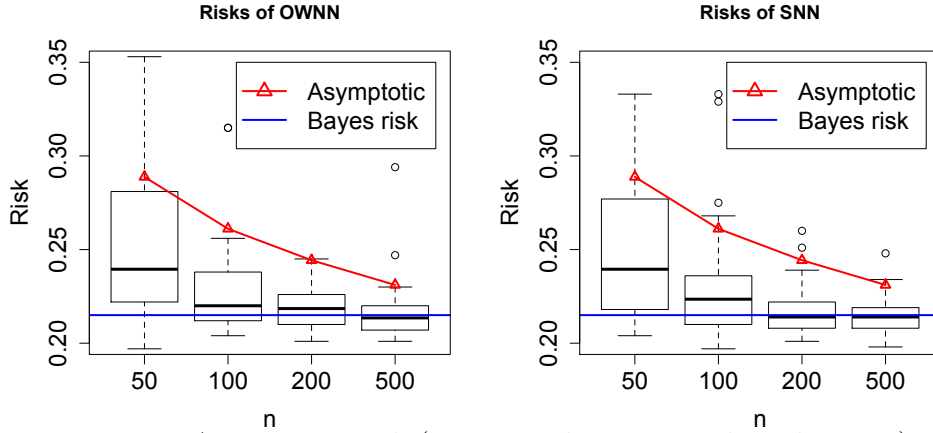 Risks of OWNN
Risk
0.20
0.25
0.30
0.35
Asymptotic
Bayes risk
50 100 200 500
n
Risks of SNN
Risk
0.20
0.25
0.30
0.35
Asymptotic
Bayes risk
50 100 200 500
n